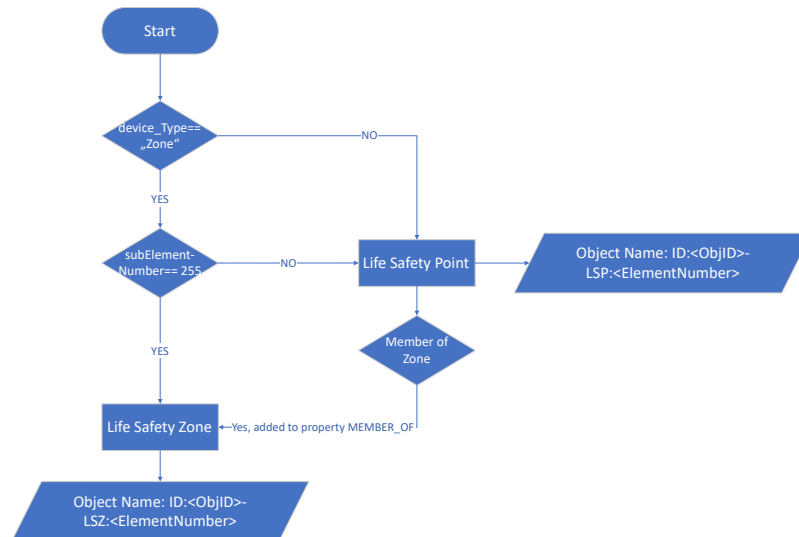 Start
device_Type==
„Zone“
NO
YES
subElement-
Number== 255
NO
Life Safety Point
Object Name: ID:<ObjID>-
LSP:<ElementNumber>
Member of
Zone
YES
Life Safety Zone
Yes, added to property MEMBER_OF
Object Name: ID:<ObjID>-
LSZ:<ElementNumber>